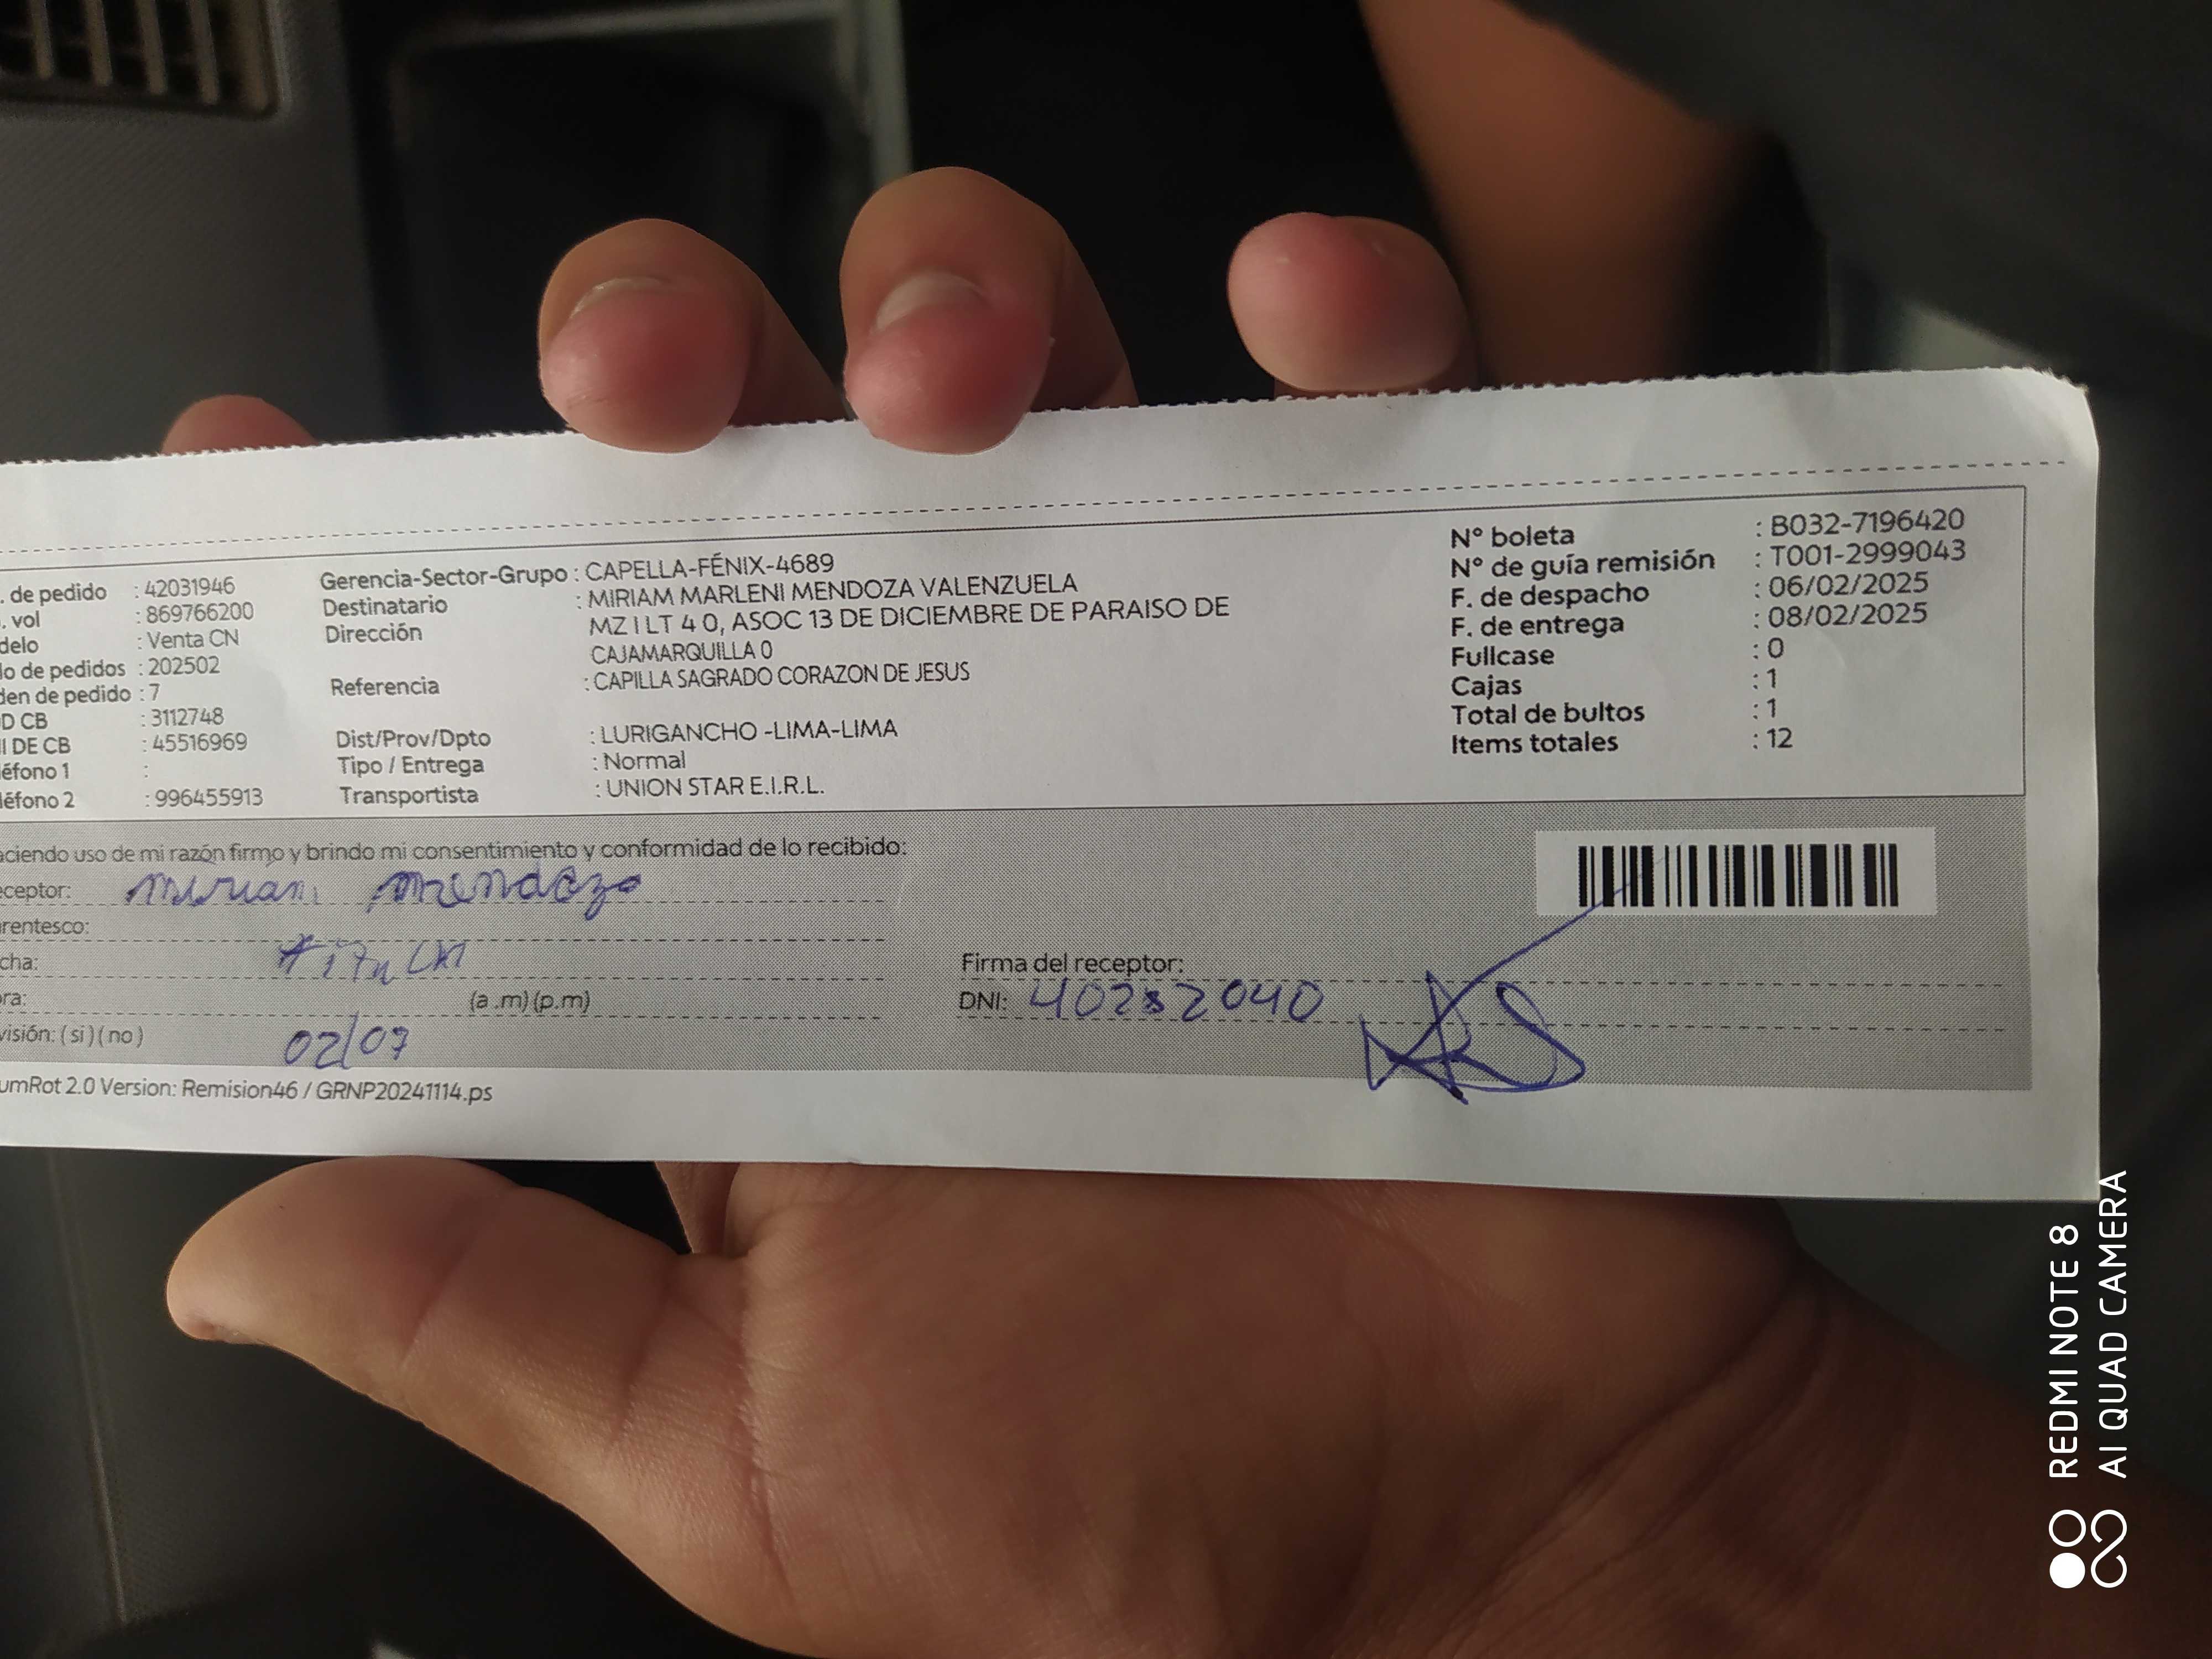 . de pedido : 42031946
. vol : 869766200
delo : Venta CN
lo de pedidos : 202502
den de pedido : 7
D CB : 3112748
I DE CB : 45516969
léfono 1 :
léfono 2 : 996455913
Gerencia-Sector-Grupo : CAPELLA-FÉNIX-4689
Destinatario : MIRIAM MARLENI MENDOZA VALENZUELA
Dirección MZ I LT 4 0, ASOC 13 DE DICIEMBRE DE PARAISO DE
CAJAMARQUILLA 0
Referencia : CAPILLA SAGRADO CORAZON DE JESUS
Dist/Prov/Dpto : LURIGANCHO -LIMA-LIMA
Tipo / Entrega : Normal
Transportista : UNION STAR E.I.R.L.
N° boleta : B032-7196420
N° de guía remisión : T001-2999043
F. de despacho : 06/02/2025
F. de entrega : 08/02/2025
Fullcase : 0
Cajas : 1
Total de bultos : 1
Items totales : 12
aciendo uso de mi razón firmo y brindo mi consentimiento y conformidad de lo recibido:
eceptor: Miriam Mendoza
rentesco:
cha:
ora: (a .m) (p.m)
visión: ( si ) ( no ) 02/07
Firma del receptor:
DNI: 40282040
umRot 2.0 Version: Remision46 / GRNP20241114.ps
REDMI NOTE 8
AI QUAD CAMERA